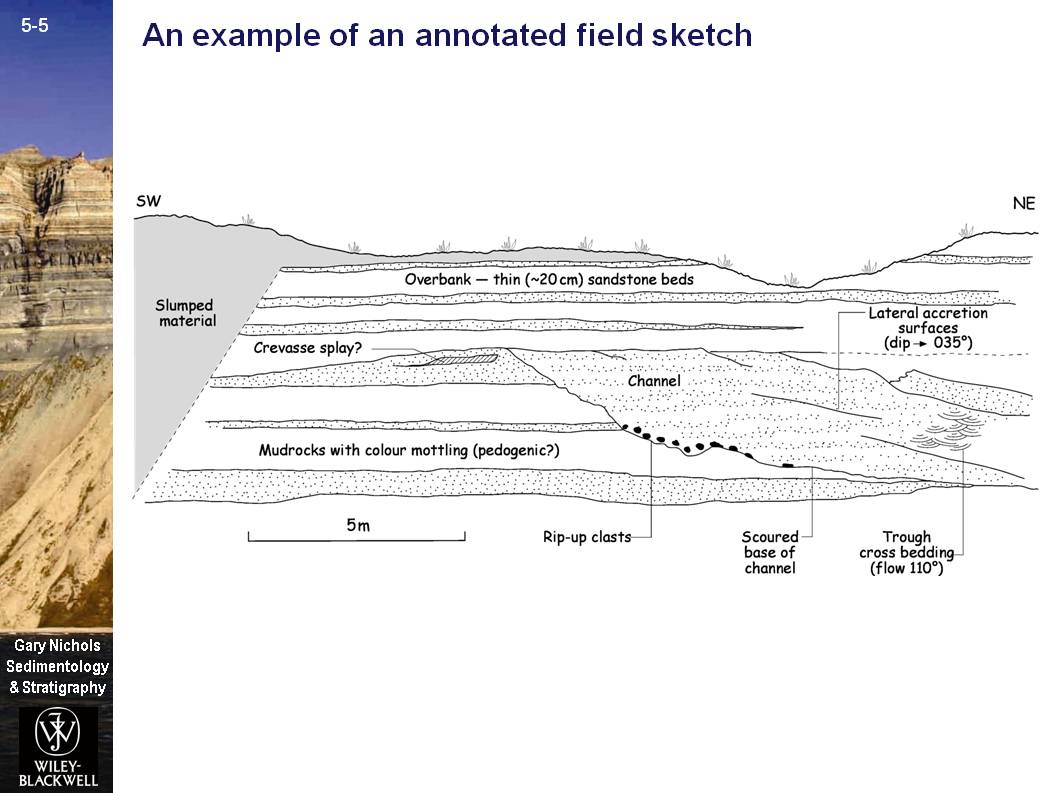 5-5
An example of an annotated field sketch
SW
NE
Overbank — thin (~20 cm) sandstone beds
Slumped
material
Lateral accretion
surfaces
(dip → 035°)
Crevasse splay?
Channel
Mudrocks with colour mottling (pedogenic?)
5 m
Rip-up clasts
Scoured
base of
channel
Trough
cross bedding
(flow 110°)
Gary Nichols
Sedimentology
& Stratigraphy
WILEY-
BLACKWELL